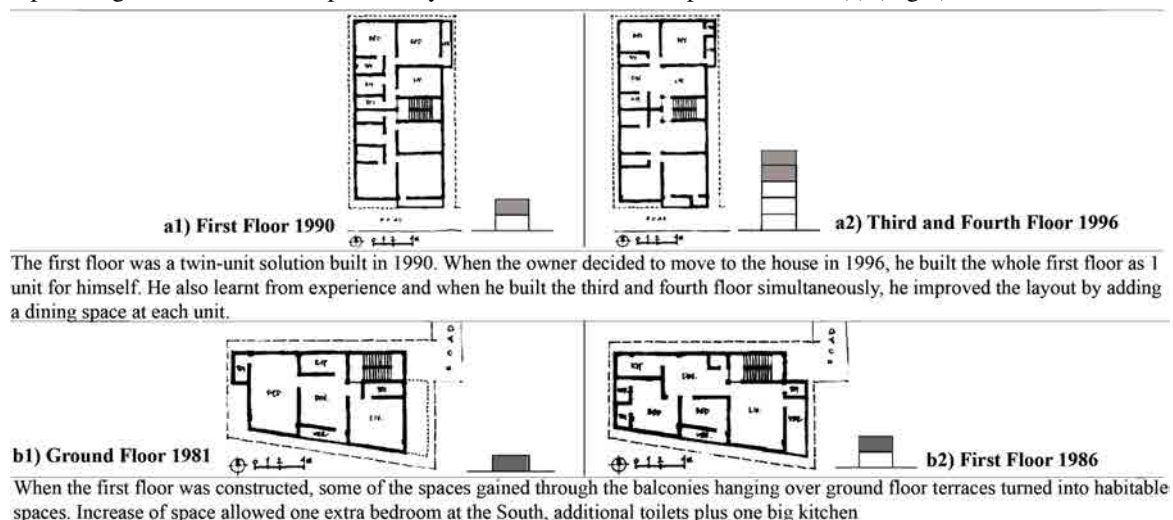 a1) First Floor 1990
ROAD
a2) Third and Fourth Floor 1996
ROAD
The first floor was a twin-unit solution built in 1990. When the owner decided to move to the house in 1996, he built the whole first floor as 1
unit for himself. He also learnt from experience and when he built the third and fourth floor simultaneously, he improved the layout by adding
a dining space at each unit.
ROAD
b1) Ground Floor 1981
ROAD
b2) First Floor 1986
When the first floor was constructed, some of the spaces gained through the balconies hanging over ground floor terraces turned into habitable
spaces. Increase of space allowed one extra bedroom at the South, additional toilets plus one big kitchen